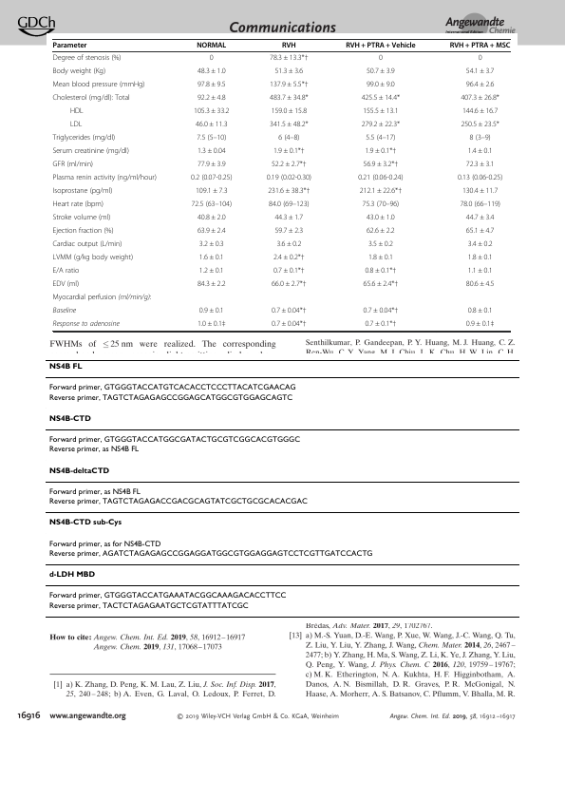 GDCh
Communications
Angewandte
International Edition Chemie
Parameter NORMAL RVH RVH + PTRA + Vehicle RVH + PTRA + MSC
Degree of stenosis (%) 0 78.3 ± 13.3*† 0 0
Body weight (Kg) 48.3 ± 1.0 51.3 ± 3.6 50.7 ± 3.9 54.1 ± 3.7
Mean blood pressure (mmHg) 97.8 ± 9.5 137.9 ± 5.5*† 99.0 ± 9.0 96.4 ± 2.6
Cholesterol (mg/dl): Total 92.2 ± 4.8 483.7 ± 34.8* 425.5 ± 14.4* 407.3 ± 26.8*
HDL 105.3 ± 33.2 159.0 ± 15.8 155.5 ± 13.1 144.6 ± 16.7
LDL 46.0 ± 11.3 341.5 ± 48.2* 279.2 ± 22.3* 250.5 ± 23.5*
Triglycerides (mg/dl) 7.5 (5–10) 6 (4–8) 5.5 (4–17) 8 (3–9)
Serum creatinine (mg/dl) 1.3 ± 0.04 1.9 ± 0.1*† 1.9 ± 0.1*† 1.4 ± 0.1
GFR (ml/min) 77.9 ± 3.9 52.2 ± 2.7*† 56.9 ± 3.2*† 72.3 ± 3.1
Plasma renin activity (ng/ml/hour) 0.2 (0.07-0.25) 0.19 (0.02-0.30) 0.21 (0.06-0.24) 0.13 (0.06-0.25)
Isoprostane (pg/ml) 109.1 ± 7.3 231.6 ± 38.3*† 212.1 ± 22.6*† 130.4 ± 11.7
Heart rate (bpm) 72.5 (63–104) 84.0 (69–123) 75.3 (70–96) 78.0 (66–119)
Stroke volume (ml) 40.8 ± 2.0 44.3 ± 1.7 43.0 ± 1.0 44.7 ± 3.4
Ejection fraction (%) 63.9 ± 2.4 59.7 ± 2.3 62.6 ± 2.2 65.1 ± 4.7
Cardiac output (L/min) 3.2 ± 0.3 3.6 ± 0.2 3.5 ± 0.2 3.4 ± 0.2
LVMM (g/kg body weight) 1.6 ± 0.1 2.4 ± 0.2*† 1.8 ± 0.1 1.8 ± 0.1
E/A ratio 1.2 ± 0.1 0.7 ± 0.1*† 0.8 ± 0.1*† 1.1 ± 0.1
EDV (ml) 84.3 ± 2.2 66.0 ± 2.7*† 65.6 ± 2.4*† 80.6 ± 4.5
Myocardial perfusion (ml/min/g):
Baseline 0.9 ± 0.1 0.7 ± 0.04*† 0.7 ± 0.04*† 0.8 ± 0.1
Response to adenosine 1.0 ± 0.1‡ 0.7 ± 0.04*† 0.7 ± 0.1*† 0.9 ± 0.1‡
FWHMs of ≤25 nm were realized. The corresponding
Senthilkumar, P. Gandeepan, P. Y. Huang, M. J. Huang, C. Z.
NS4B FL
Forward primer, GTGGGTACCATGTCACACCTCCCTTACATCGAACAG
Reverse primer, TAGTCTAGAGAGCCGGAGCATGGCGTGGAGCAGTC
NS4B-CTD
Forward primer, GTGGGTACCATGGCGATACTGCGTCGGCACGTGGGC
Reverse primer, as NS4B FL
NS4B-deltaCTD
Forward primer, as NS4B FL
Reverse primer, TAGTCTAGAGACCGACGCAGTATCGCTGCGCACACGAC
NS4B-CTD sub-Cys
Forward primer, as for NS4B-CTD
Reverse primer, AGATCTAGAGAGCCGGAGGATGGCGTGGAGGAGTCCTCGTTGATCCACTG
d-LDH MBD
Forward primer, GTGGGTACCATGAAATACGGCAAAGACACCTTCC
Reverse primer, TACTCTAGAGAATGCTCGTATTTATCGC
How to cite: Angew. Chem. Int. Ed. 2019, 58, 16912–16917
Angew. Chem. 2019, 131, 17068–17073
[1] a) K. Zhang, D. Peng, K. M. Lau, Z. Liu, J. Soc. Inf. Disp. 2017,
25, 240–248; b) A. Even, G. Laval, O. Ledoux, P. Ferret, D.
Brédas, Adv. Mater. 2017, 29, 1702767.
[13] a) M.-S. Yuan, D.-E. Wang, P. Xue, W. Wang, J.-C. Wang, Q. Tu,
Z. Liu, Y. Liu, Y. Zhang, J. Wang, Chem. Mater. 2014, 26, 2467–
2477; b) Y. Zhang, H. Ma, S. Wang, Z. Li, K. Ye, J. Zhang, Y. Liu,
Q. Peng, Y. Wang, J. Phys. Chem. C 2016, 120, 19759–19767;
c) M. K. Etherington, N. A. Kukhta, H. F. Higginbotham, A.
Danos, A. N. Bismillah, D. R. Graves, P. R. McGonigal, N.
Haase, A. Morherr, A. S. Batsanov, C. Pflumm, V. Bhalla, M. R.
16916 www.angewandte.org © 2019 Wiley-VCH Verlag GmbH & Co. KGaA, Weinheim Angew. Chem. Int. Ed. 2019, 58, 16912–16917